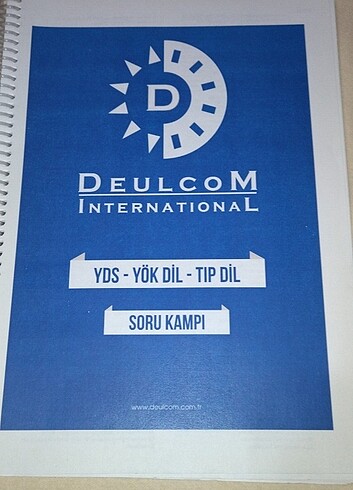 D
DEULCOM
INTERNATIONAL
YDS - YÖK DİL - TIP DİL
SORU KAMPI
www.deulcom.com.tr